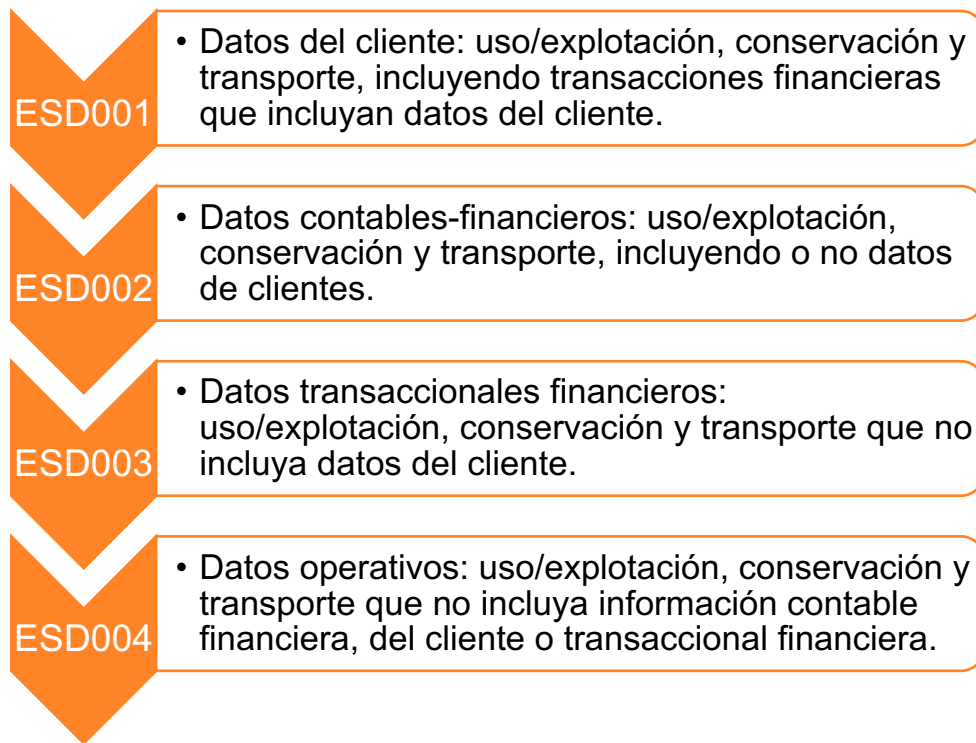 ESD001
• Datos del cliente: uso/explotación, conservación y
transporte, incluyendo transacciones financieras
que incluyan datos del cliente.
ESD002
• Datos contables-financieros: uso/explotación,
conservación y transporte, incluyendo o no datos
de clientes.
ESD003
• Datos transaccionales financieros:
uso/explotación, conservación y transporte que no
incluya datos del cliente.
ESD004
• Datos operativos: uso/explotación, conservación y
transporte que no incluya información contable
financiera, del cliente o transaccional financiera.